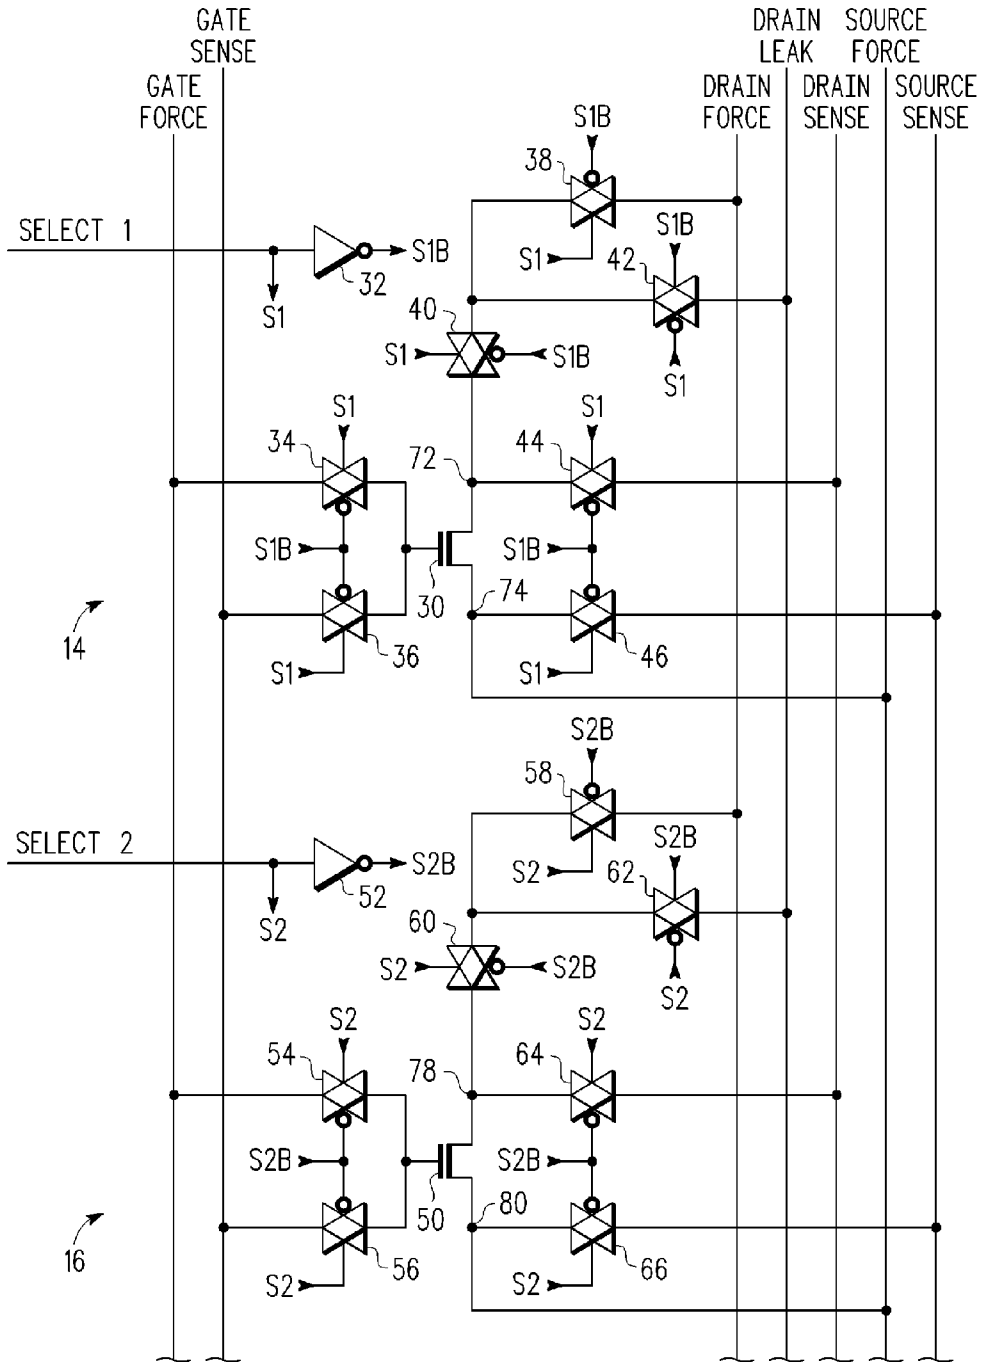 GATE
SENSE
DRAIN
LEAK
SOURCE
FORCE
GATE
FORCE
DRAIN
FORCE
DRAIN
SENSE
SOURCE
SENSE
S1B
38
SELECT 1
S1B
32
S1
S1
S1B
42
S1
40
S1
S1B
S1
34
S1
44
72
S1B
S1B
30
74
14
36
46
S1
S1
S2B
58
SELECT 2
S2B
52
S2
S2
S2B
62
S2
60
S2
S2B
S2
54
S2
64
78
S2B
S2B
50
80
16
56
66
S2
S2